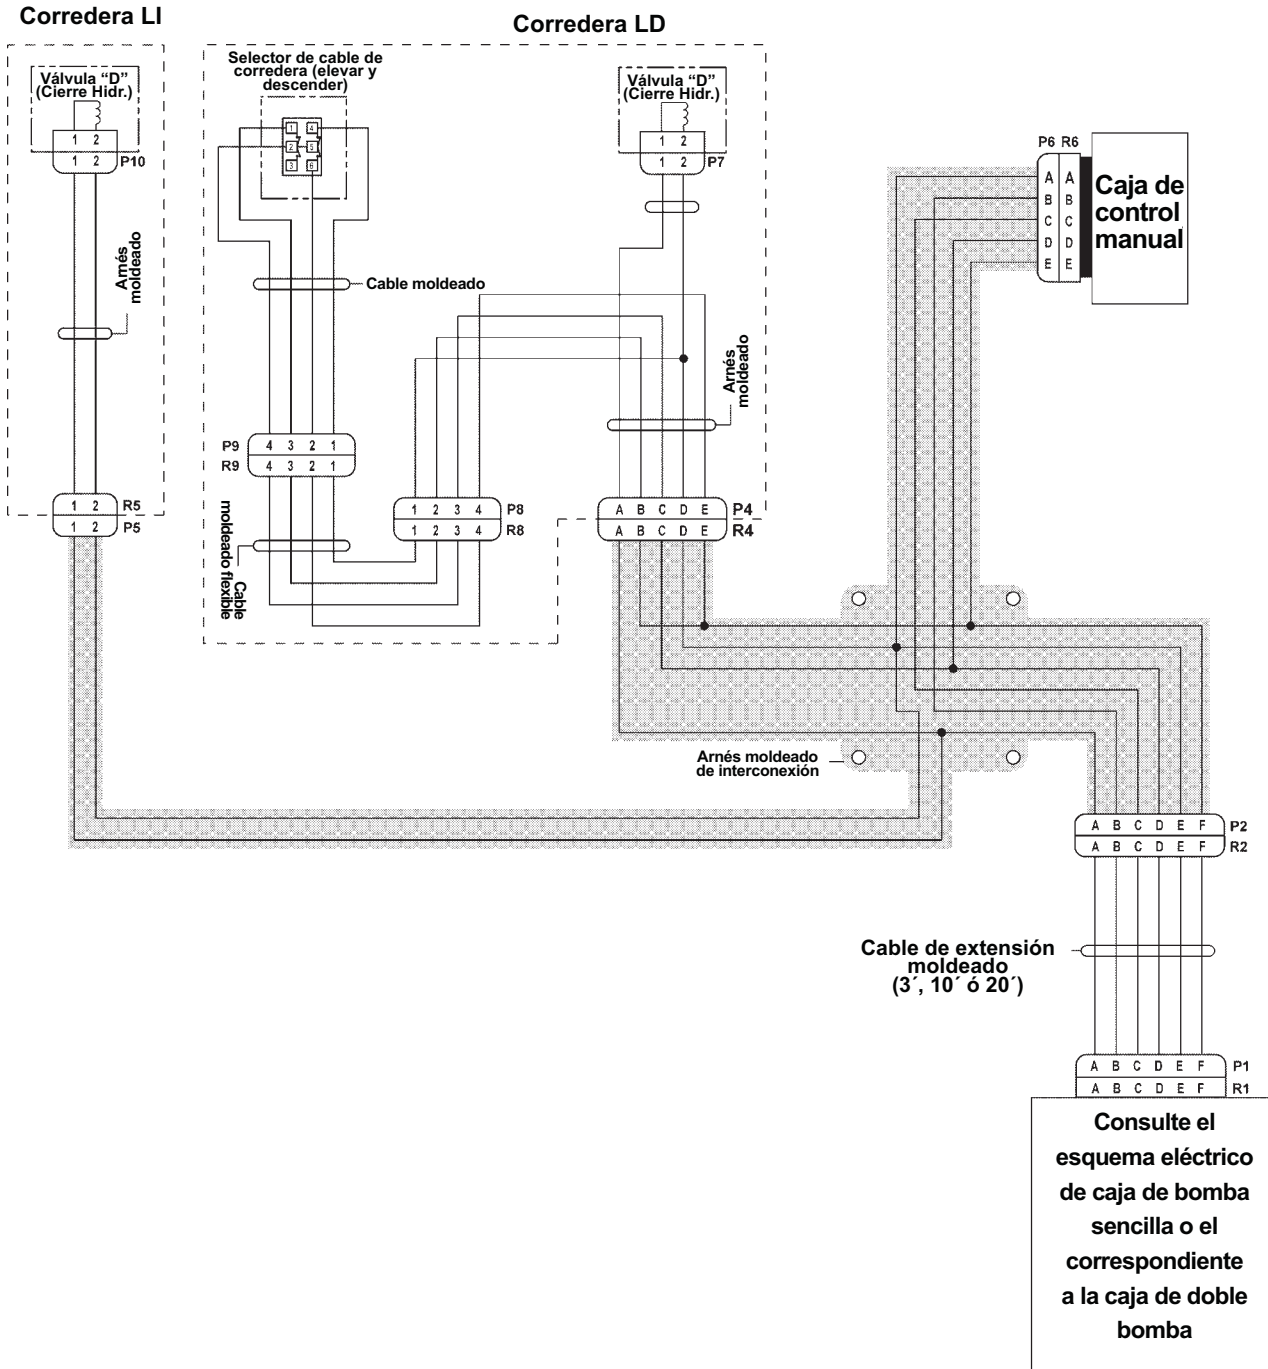 Corredera LI
Corredera LD
Válvula “D”
(Cierre Hidr.)
1 2
1 2 P10
Arnés
moldeado
1 2 R5
1 2 P5
Selector de cable de
corredera (elevar y
descender)
1 4
2 5
3 6
Cable moldeado
P9 4 3 2 1
R9 4 3 2 1
Cable
moldeado flexible
1 2 3 4 P8
1 2 3 4 R8
Válvula “D”
(Cierre Hidr.)
1 2
1 2 P7
Arnés
moldeado
A B C D E P4
A B C D E R4
P6 R6
A A
B B
C C
D D
E E
Caja de
control
manual
Arnés moldeado
de interconexión
A B C D E F P2
A B C D E F R2
Cable de extensión
moldeado
(3´, 10´ ó 20´)
A B C D E F P1
A B C D E F R1
Consulte el
esquema eléctrico
de caja de bomba
sencilla o el
correspondiente
a la caja de doble
bomba